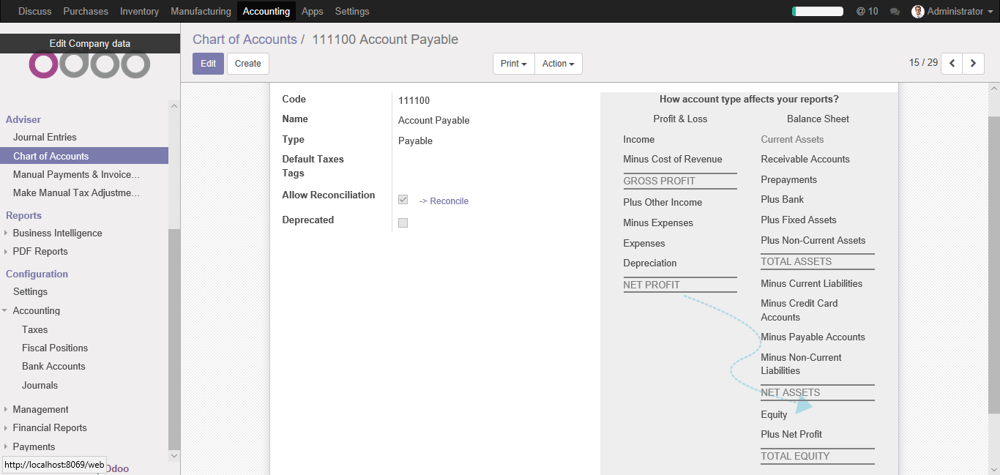 Discuss Purchases Inventory Manufacturing Accounting Apps Settings @ 10 Administrator
Edit Company data
odoo
Chart of Accounts / 111100 Account Payable
Edit Create Print Action 15 / 29
Adviser
Journal Entries
Chart of Accounts
Manual Payments & Invoice…
Make Manual Tax Adjustme…
Reports
Business Intelligence
PDF Reports
Configuration
Settings
Accounting
Taxes
Fiscal Positions
Bank Accounts
Journals
Management
Financial Reports
Payments
http://localhost:8069/web
Odoo
Code 111100
Name Account Payable
Type Payable
Default Taxes
Tags
Allow Reconciliation -> Reconcile
Deprecated
How account type affects your reports?
Profit & Loss
Income
Minus Cost of Revenue
GROSS PROFIT
Plus Other Income
Minus Expenses
Expenses
Depreciation
NET PROFIT
Balance Sheet
Current Assets
Receivable Accounts
Prepayments
Plus Bank
Plus Fixed Assets
Plus Non-Current Assets
TOTAL ASSETS
Minus Current Liabilities
Minus Credit Card
Accounts
Minus Payable Accounts
Minus Non-Current
Liabilities
NET ASSETS
Equity
Plus Net Profit
TOTAL EQUITY